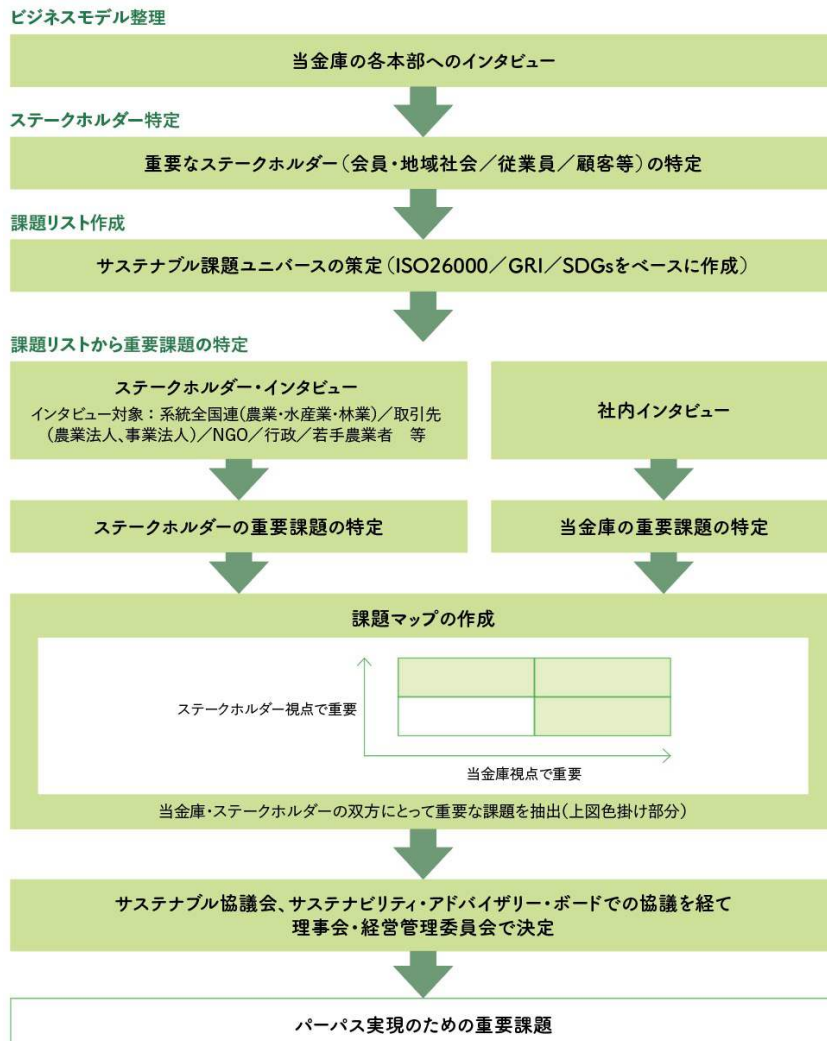 ビジネスモデル整理
当金庫の各本部へのインタビュー
ステークホルダー特定
重要なステークホルダー（会員・地域社会／従業員／顧客等）の特定
課題リスト作成
サステナブル課題ユニバースの策定（ISO26000／GRI／SDGsをベースに作成）
課題リストから重要課題の特定
ステークホルダー・インタビュー
インタビュー対象：系統全国連（農業・水産業・林業）／取引先
（農業法人、事業法人）／NGO／行政／若手農業者　等
社内インタビュー
ステークホルダーの重要課題の特定
当金庫の重要課題の特定
課題マップの作成
ステークホルダー視点で重要
当金庫視点で重要
当金庫・ステークホルダーの双方にとって重要な課題を抽出（上図色掛け部分）
サステナブル協議会、サステナビリティ・アドバイザリー・ボードでの協議を経て
理事会・経営管理委員会で決定
パーパス実現のための重要課題